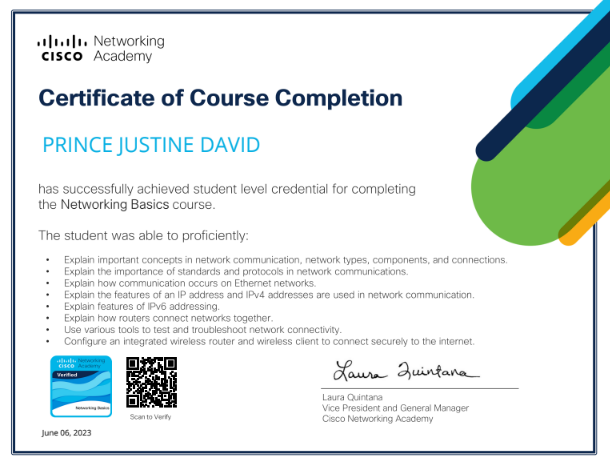 Networking
CISCO Academy
Certificate of Course Completion
PRINCE JUSTINE DAVID
has successfully achieved student level credential for completing
the Networking Basics course.
The student was able to proficiently:
• Explain important concepts in network communication, network types, components, and connections.
• Explain the importance of standards and protocols in network communications.
• Explain how communication occurs on Ethernet networks.
• Explain the features of an IP address and IPv4 addresses are used in network communication.
• Explain features of IPv6 addressing.
• Explain how routers connect networks together.
• Use various tools to test and troubleshoot network connectivity.
• Configure an integrated wireless router and wireless client to connect securely to the internet.
Networking
CISCO Academy
Verified
Networking Basics
Scan to Verify
Laura Quintana
Laura Quintana
Vice President and General Manager
Cisco Networking Academy
June 06, 2023